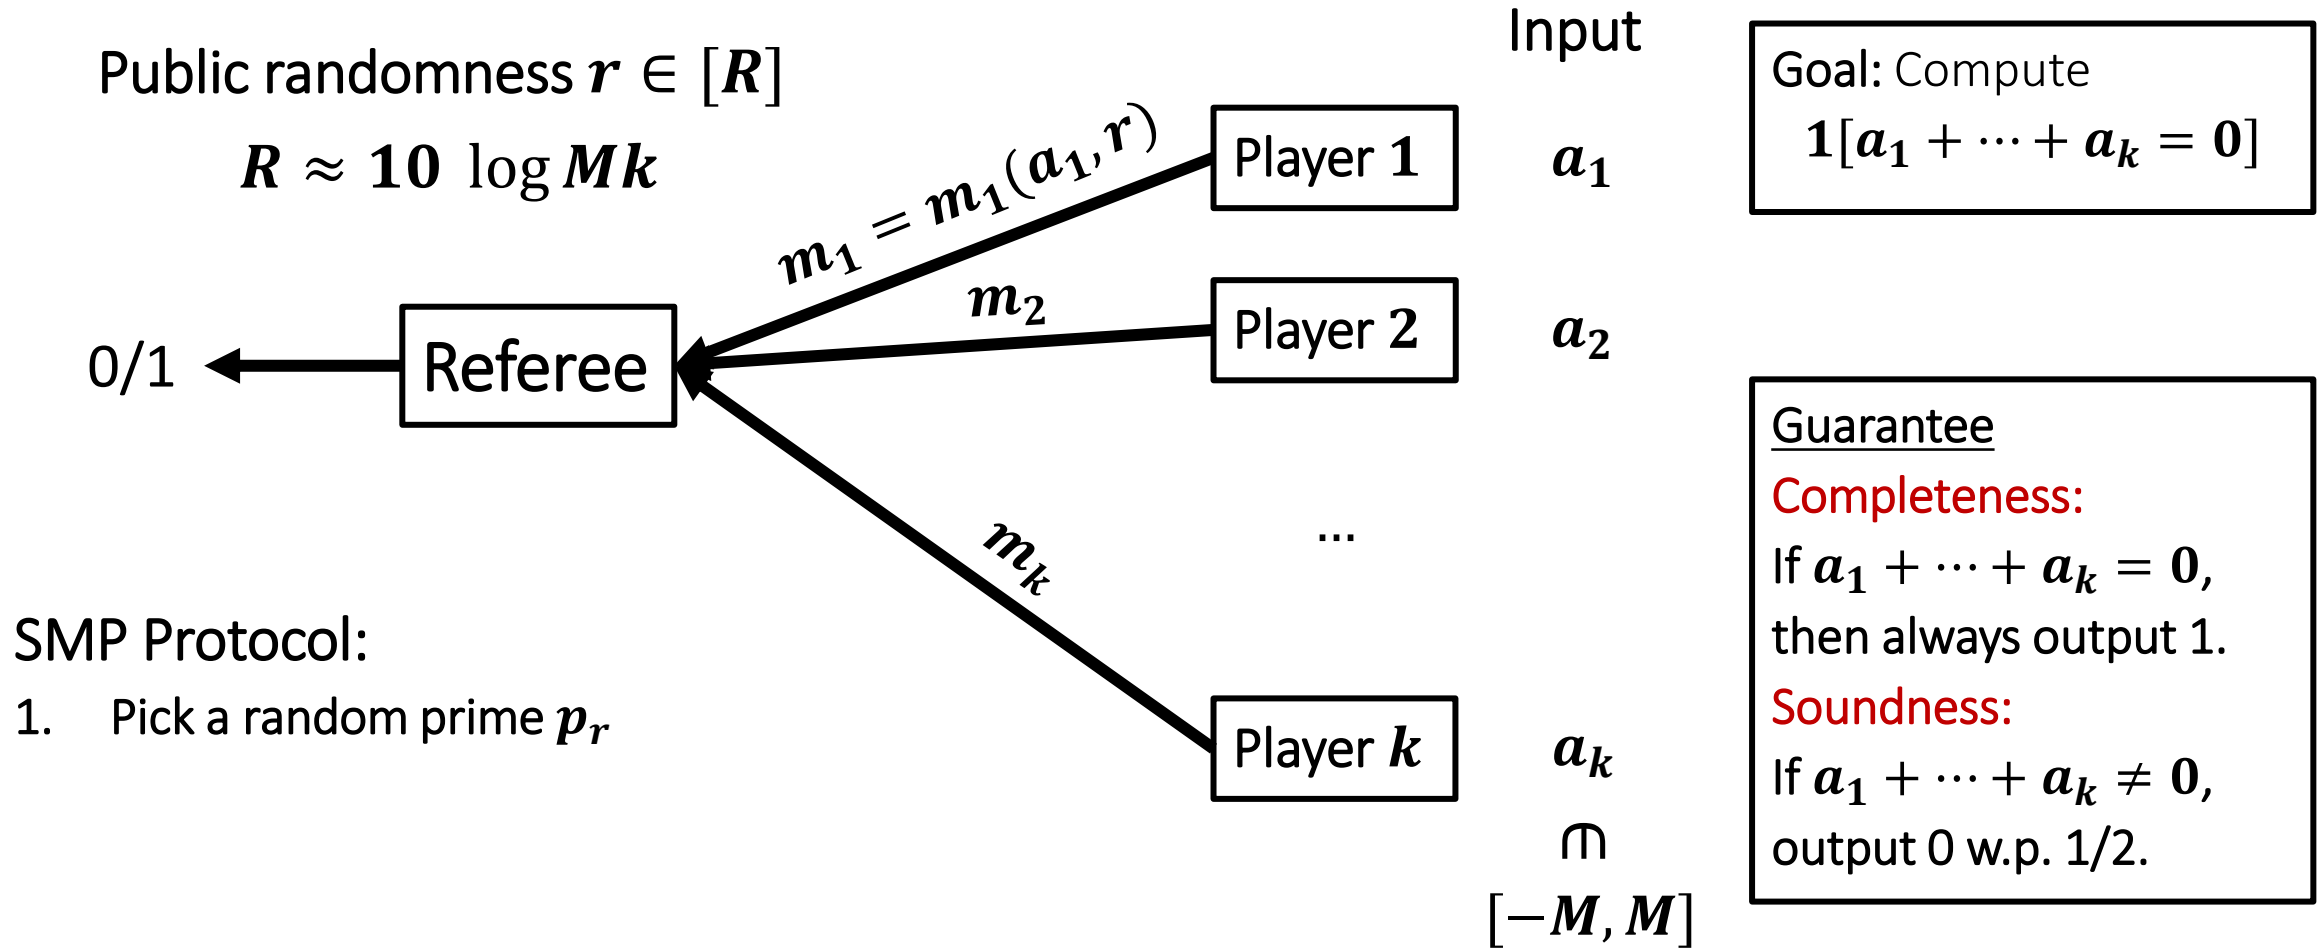 Public randomness r ∈ [R]
R ≈ 10 log Mk
Input
Player 1
a₁
m₁ = m₁(a₁, r)
Player 2
a₂
m₂
Referee
0/1
...
mₖ
Player k
aₖ
∈
[−M, M]
SMP Protocol:
1. Pick a random prime pᵣ
Goal: Compute
1[a₁ + ⋯ + aₖ = 0]
Guarantee
Completeness:
If a₁ + ⋯ + aₖ = 0,
then always output 1.
Soundness:
If a₁ + ⋯ + aₖ ≠ 0,
output 0 w.p. 1/2.